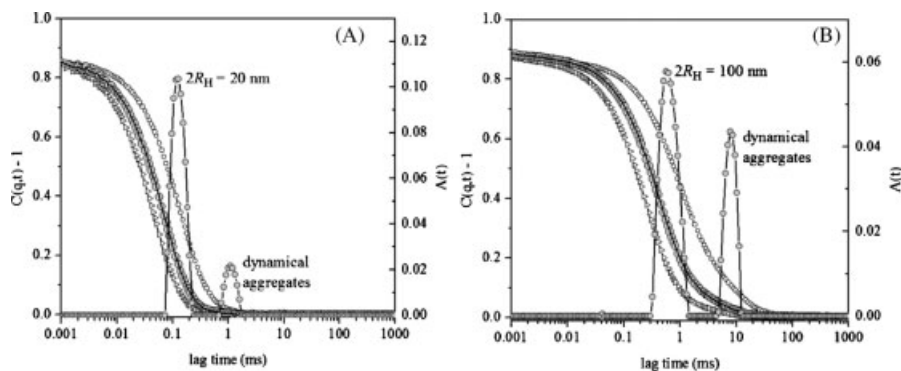 (A)
1.0
0.8
0.6
0.4
0.2
0.0
C(q,t) - 1
2R_H = 20 nm
dynamical
aggregates
0.12
0.10
0.08
0.06
0.04
0.02
0.00
A(t)
0.001 0.01 0.1 1 10 100 1000
lag time (ms)
(B)
1.0
0.8
0.6
0.4
0.2
0.0
C(q,t) - 1
2R_H = 100 nm
dynamical
aggregates
0.06
0.04
0.02
0.00
A(t)
0.001 0.01 0.1 1 10 100 1000
lag time (ms)